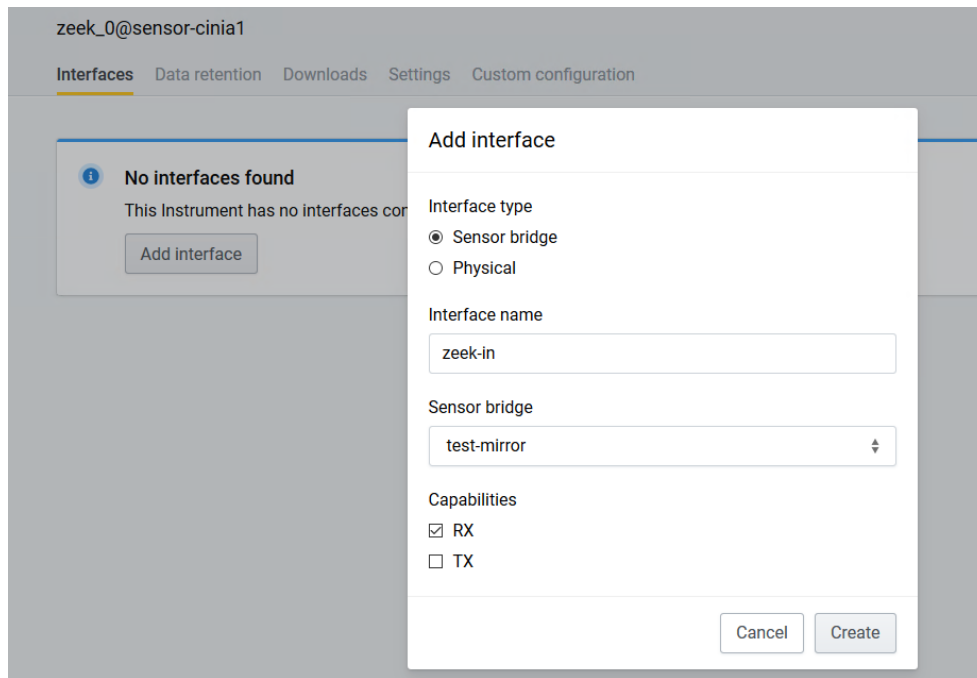 zeek_0@sensor-cinia1
Interfaces Data retention Downloads Settings Custom configuration
Add interface
No interfaces found
This Instrument has no interfaces con
Add interface
Interface type
Sensor bridge
Physical
Interface name
zeek-in
Sensor bridge
test-mirror
Capabilities
RX
TX
Cancel Create